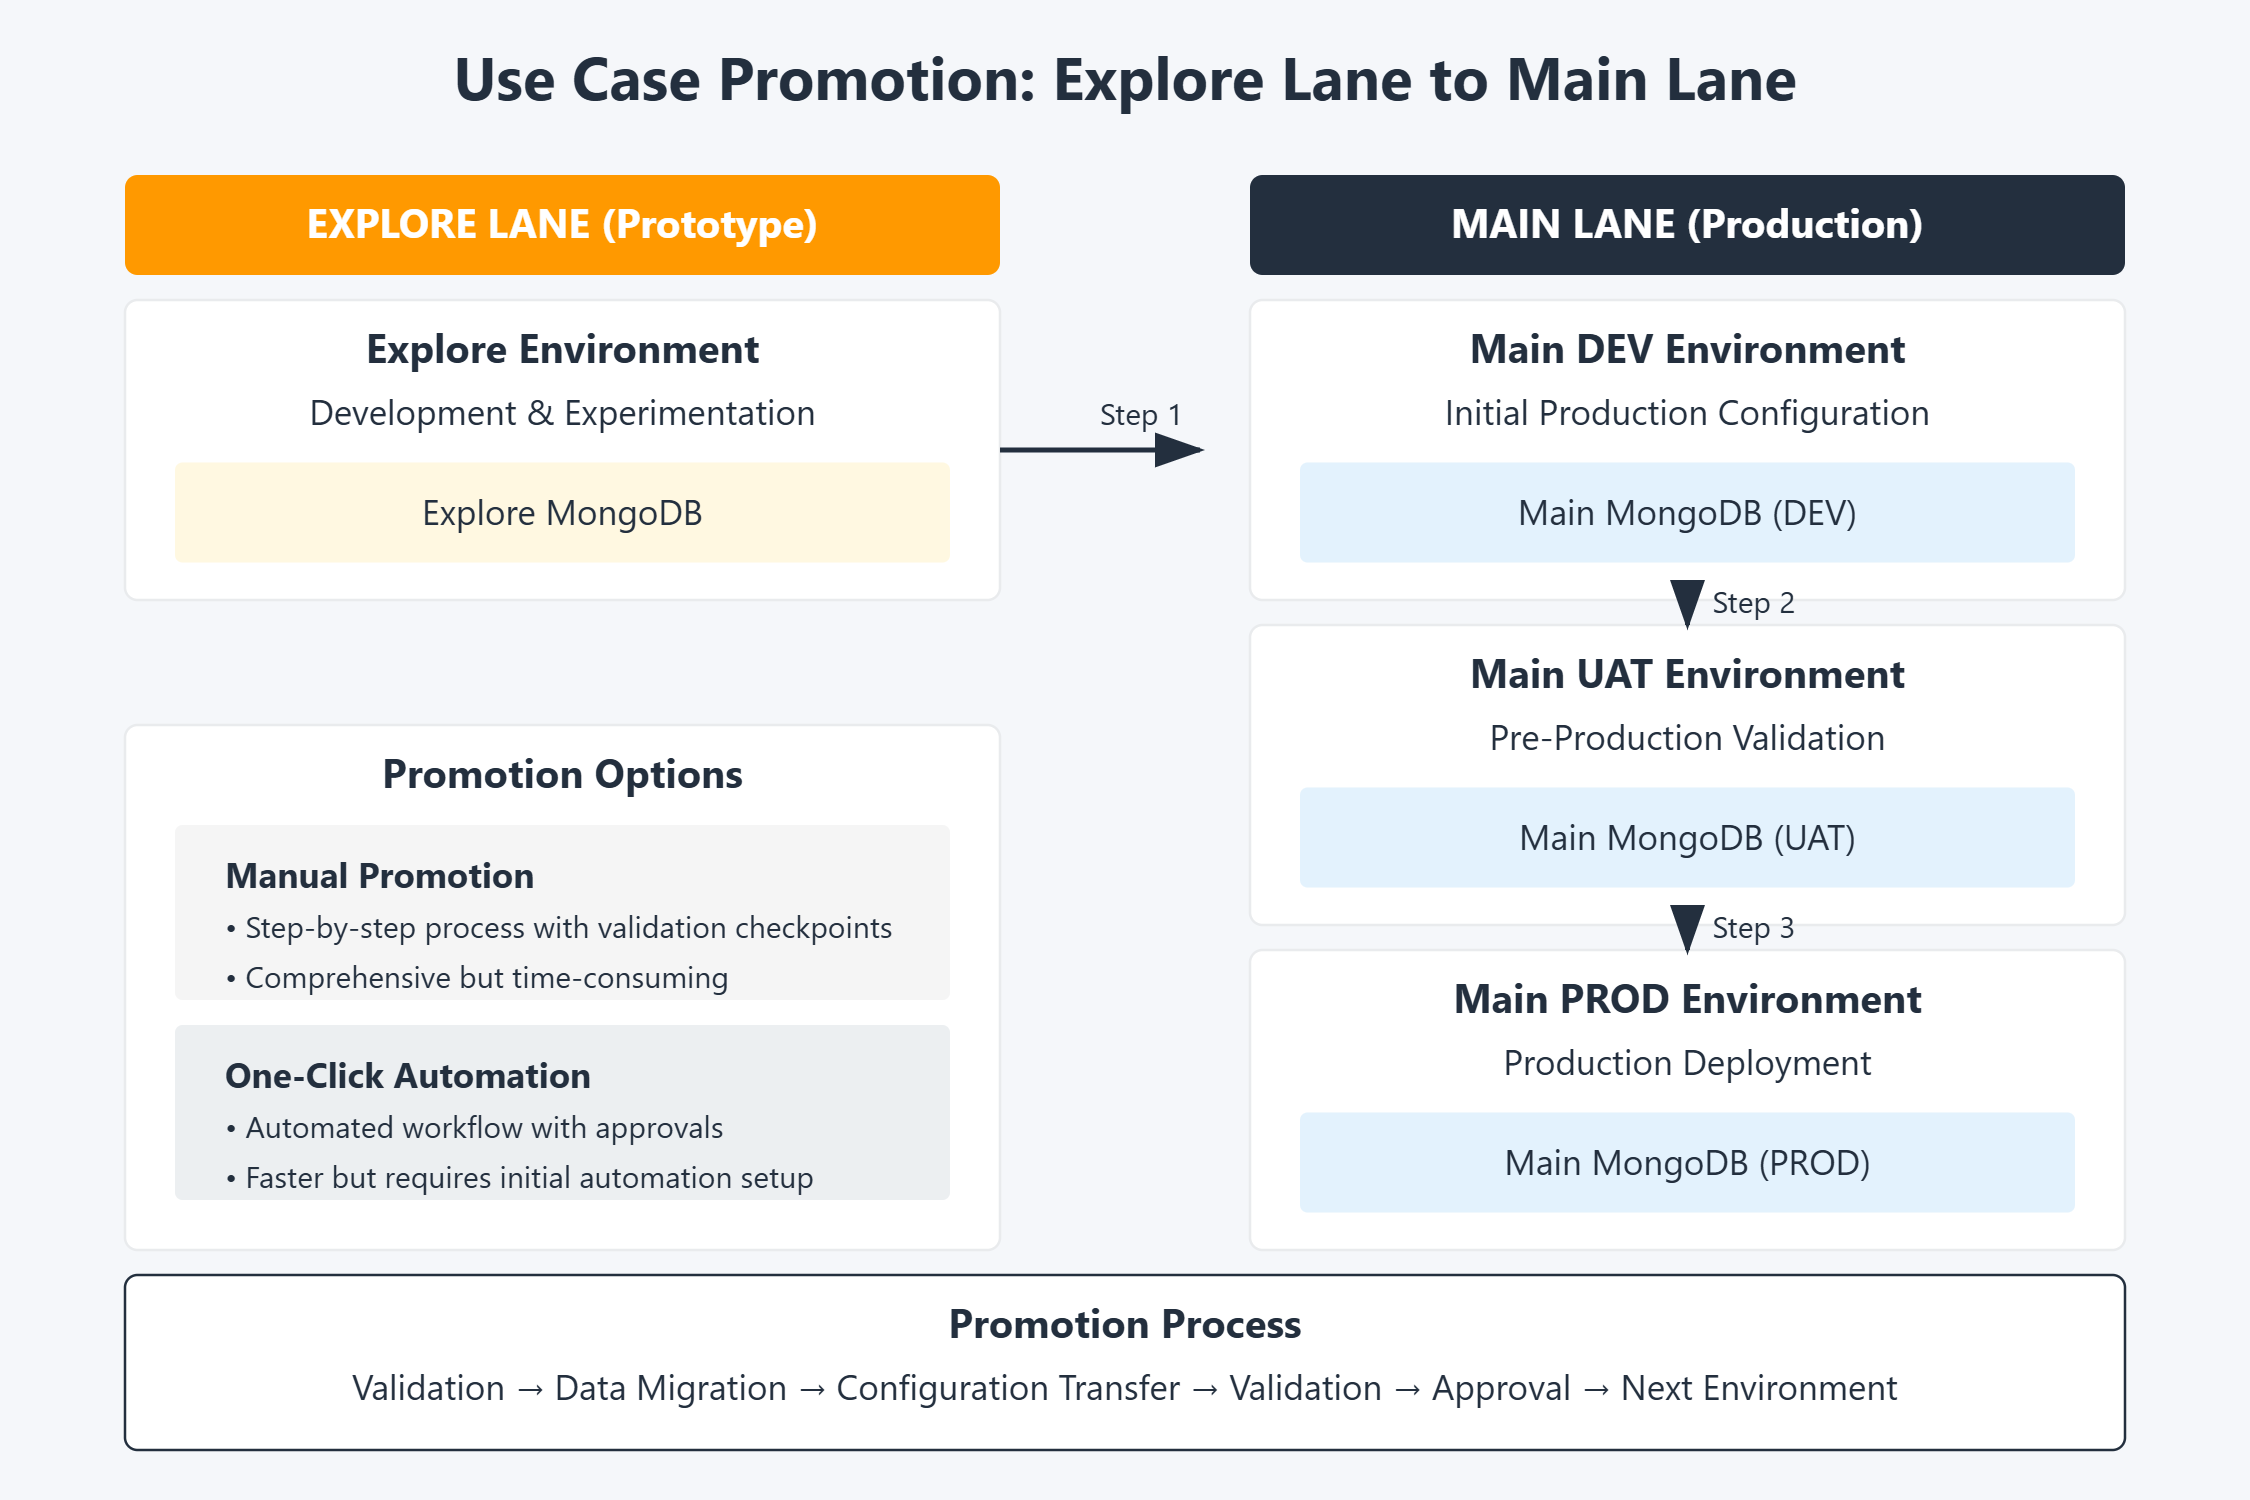 Use Case Promotion: Explore Lane to Main Lane
EXPLORE LANE (Prototype)
Explore Environment
Development & Experimentation
Explore MongoDB
Step 1
MAIN LANE (Production)
Main DEV Environment
Initial Production Configuration
Main MongoDB (DEV)
Step 2
Main UAT Environment
Pre-Production Validation
Main MongoDB (UAT)
Step 3
Main PROD Environment
Production Deployment
Main MongoDB (PROD)
Promotion Options
Manual Promotion
• Step-by-step process with validation checkpoints
• Comprehensive but time-consuming
One-Click Automation
• Automated workflow with approvals
• Faster but requires initial automation setup
Promotion Process
Validation → Data Migration → Configuration Transfer → Validation → Approval → Next Environment